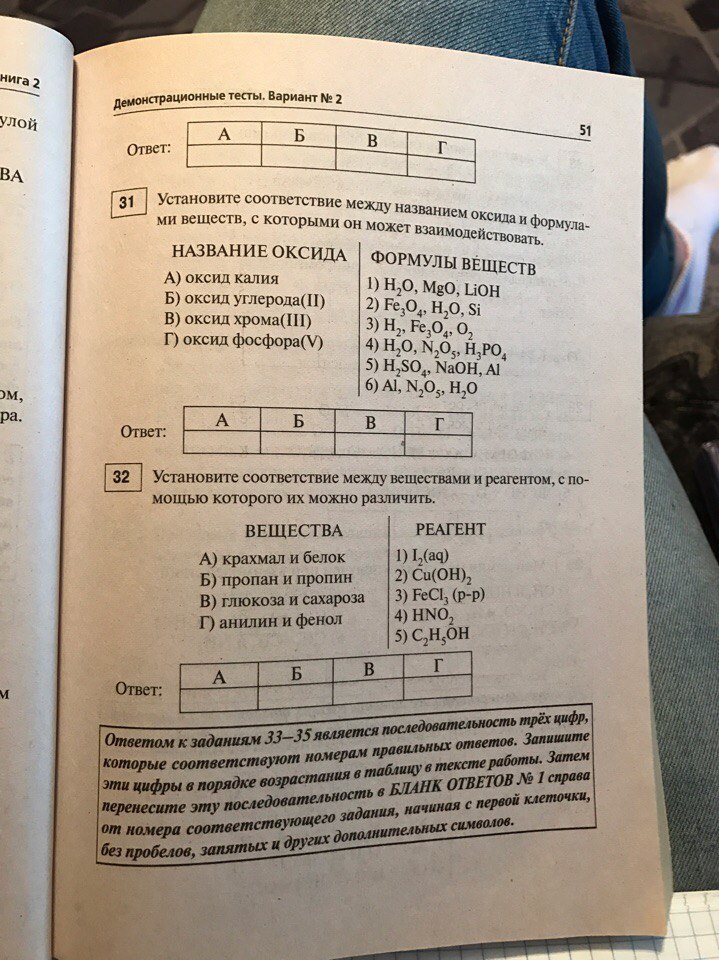 нига 2
улой
ВА
ом,
ра.
м
Демонстрационные тесты. Вариант № 2
51
Ответ:
А Б В Г
31 Установите соответствие между названием оксида и формула-
ми веществ, с которыми он может взаимодействовать.
НАЗВАНИЕ ОКСИДА
А) оксид калия
Б) оксид углерода(II)
В) оксид хрома(III)
Г) оксид фосфора(V)
ФОРМУЛЫ ВЕЩЕСТВ
1) H₂O, MgO, LiOH
2) Fe₃O₄, H₂O, Si
3) H₂, Fe₃O₄, O₂
4) H₂O, N₂O₅, H₃PO₄
5) H₂SO₄, NaOH, Al
6) Al, N₂O₅, H₂O
Ответ:
А Б В Г
32 Установите соответствие между веществами и реагентом, с по-
мощью которого их можно различить.
ВЕЩЕСТВА
А) крахмал и белок
Б) пропан и пропин
В) глюкоза и сахароза
Г) анилин и фенол
РЕАГЕНТ
1) I₂(aq)
2) Cu(OH)₂
3) FeCl₃ (р-р)
4) HNO₂
5) C₂H₅OH
Ответ:
А Б В Г
Ответом к заданиям 33—35 является последовательность трёх цифр,
которые соответствуют номерам правильных ответов. Запишите
эти цифры в порядке возрастания в таблицу в тексте работы. Затем
перенесите эту последовательность в БЛАНК ОТВЕТОВ № 1 справа
от номера соответствующего задания, начиная с первой клеточки,
без пробелов, запятых и других дополнительных символов.